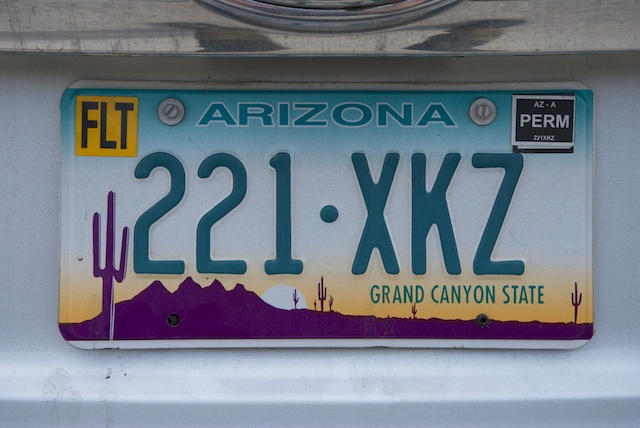 FLT
ARIZONA
AZ - A
PERM
221XKZ
221·XKZ
GRAND CANYON STATE